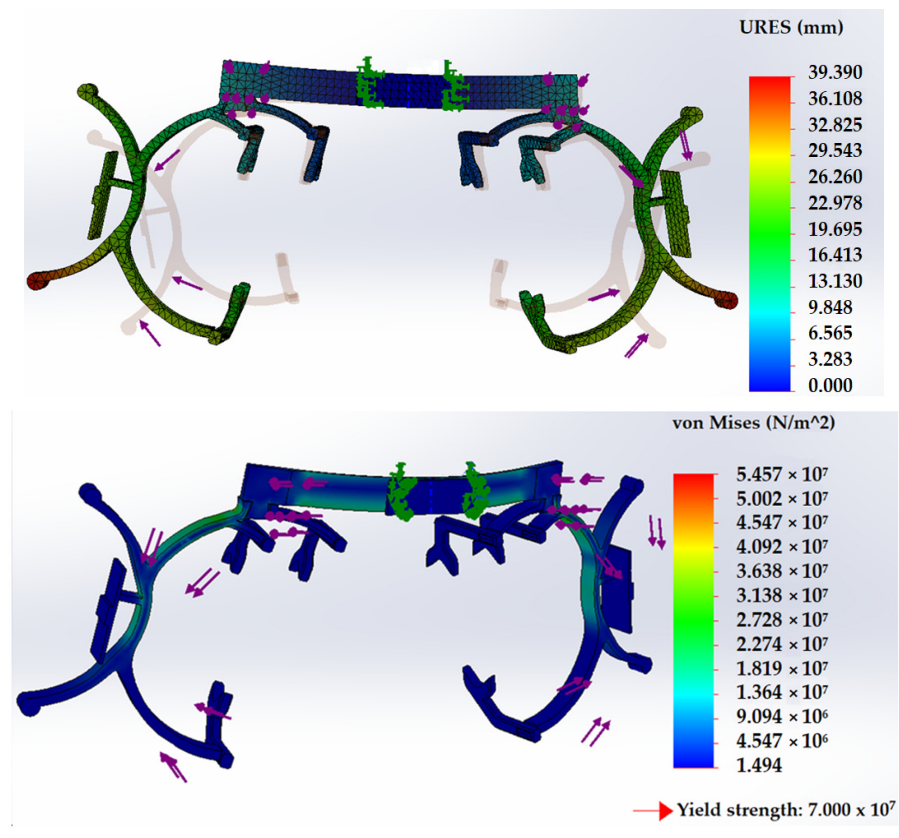 URES (mm)
39.390
36.108
32.825
29.543
26.260
22.978
19.695
16.413
13.130
9.848
6.565
3.283
0.000
von Mises (N/m^2)
5.457 × 10⁷
5.002 × 10⁷
4.547 × 10⁷
4.092 × 10⁷
3.638 × 10⁷
3.138 × 10⁷
2.728 × 10⁷
2.274 × 10⁷
1.819 × 10⁷
1.364 × 10⁷
9.094 × 10⁶
4.547 × 10⁶
1.494
Yield strength: 7.000 x 10⁷